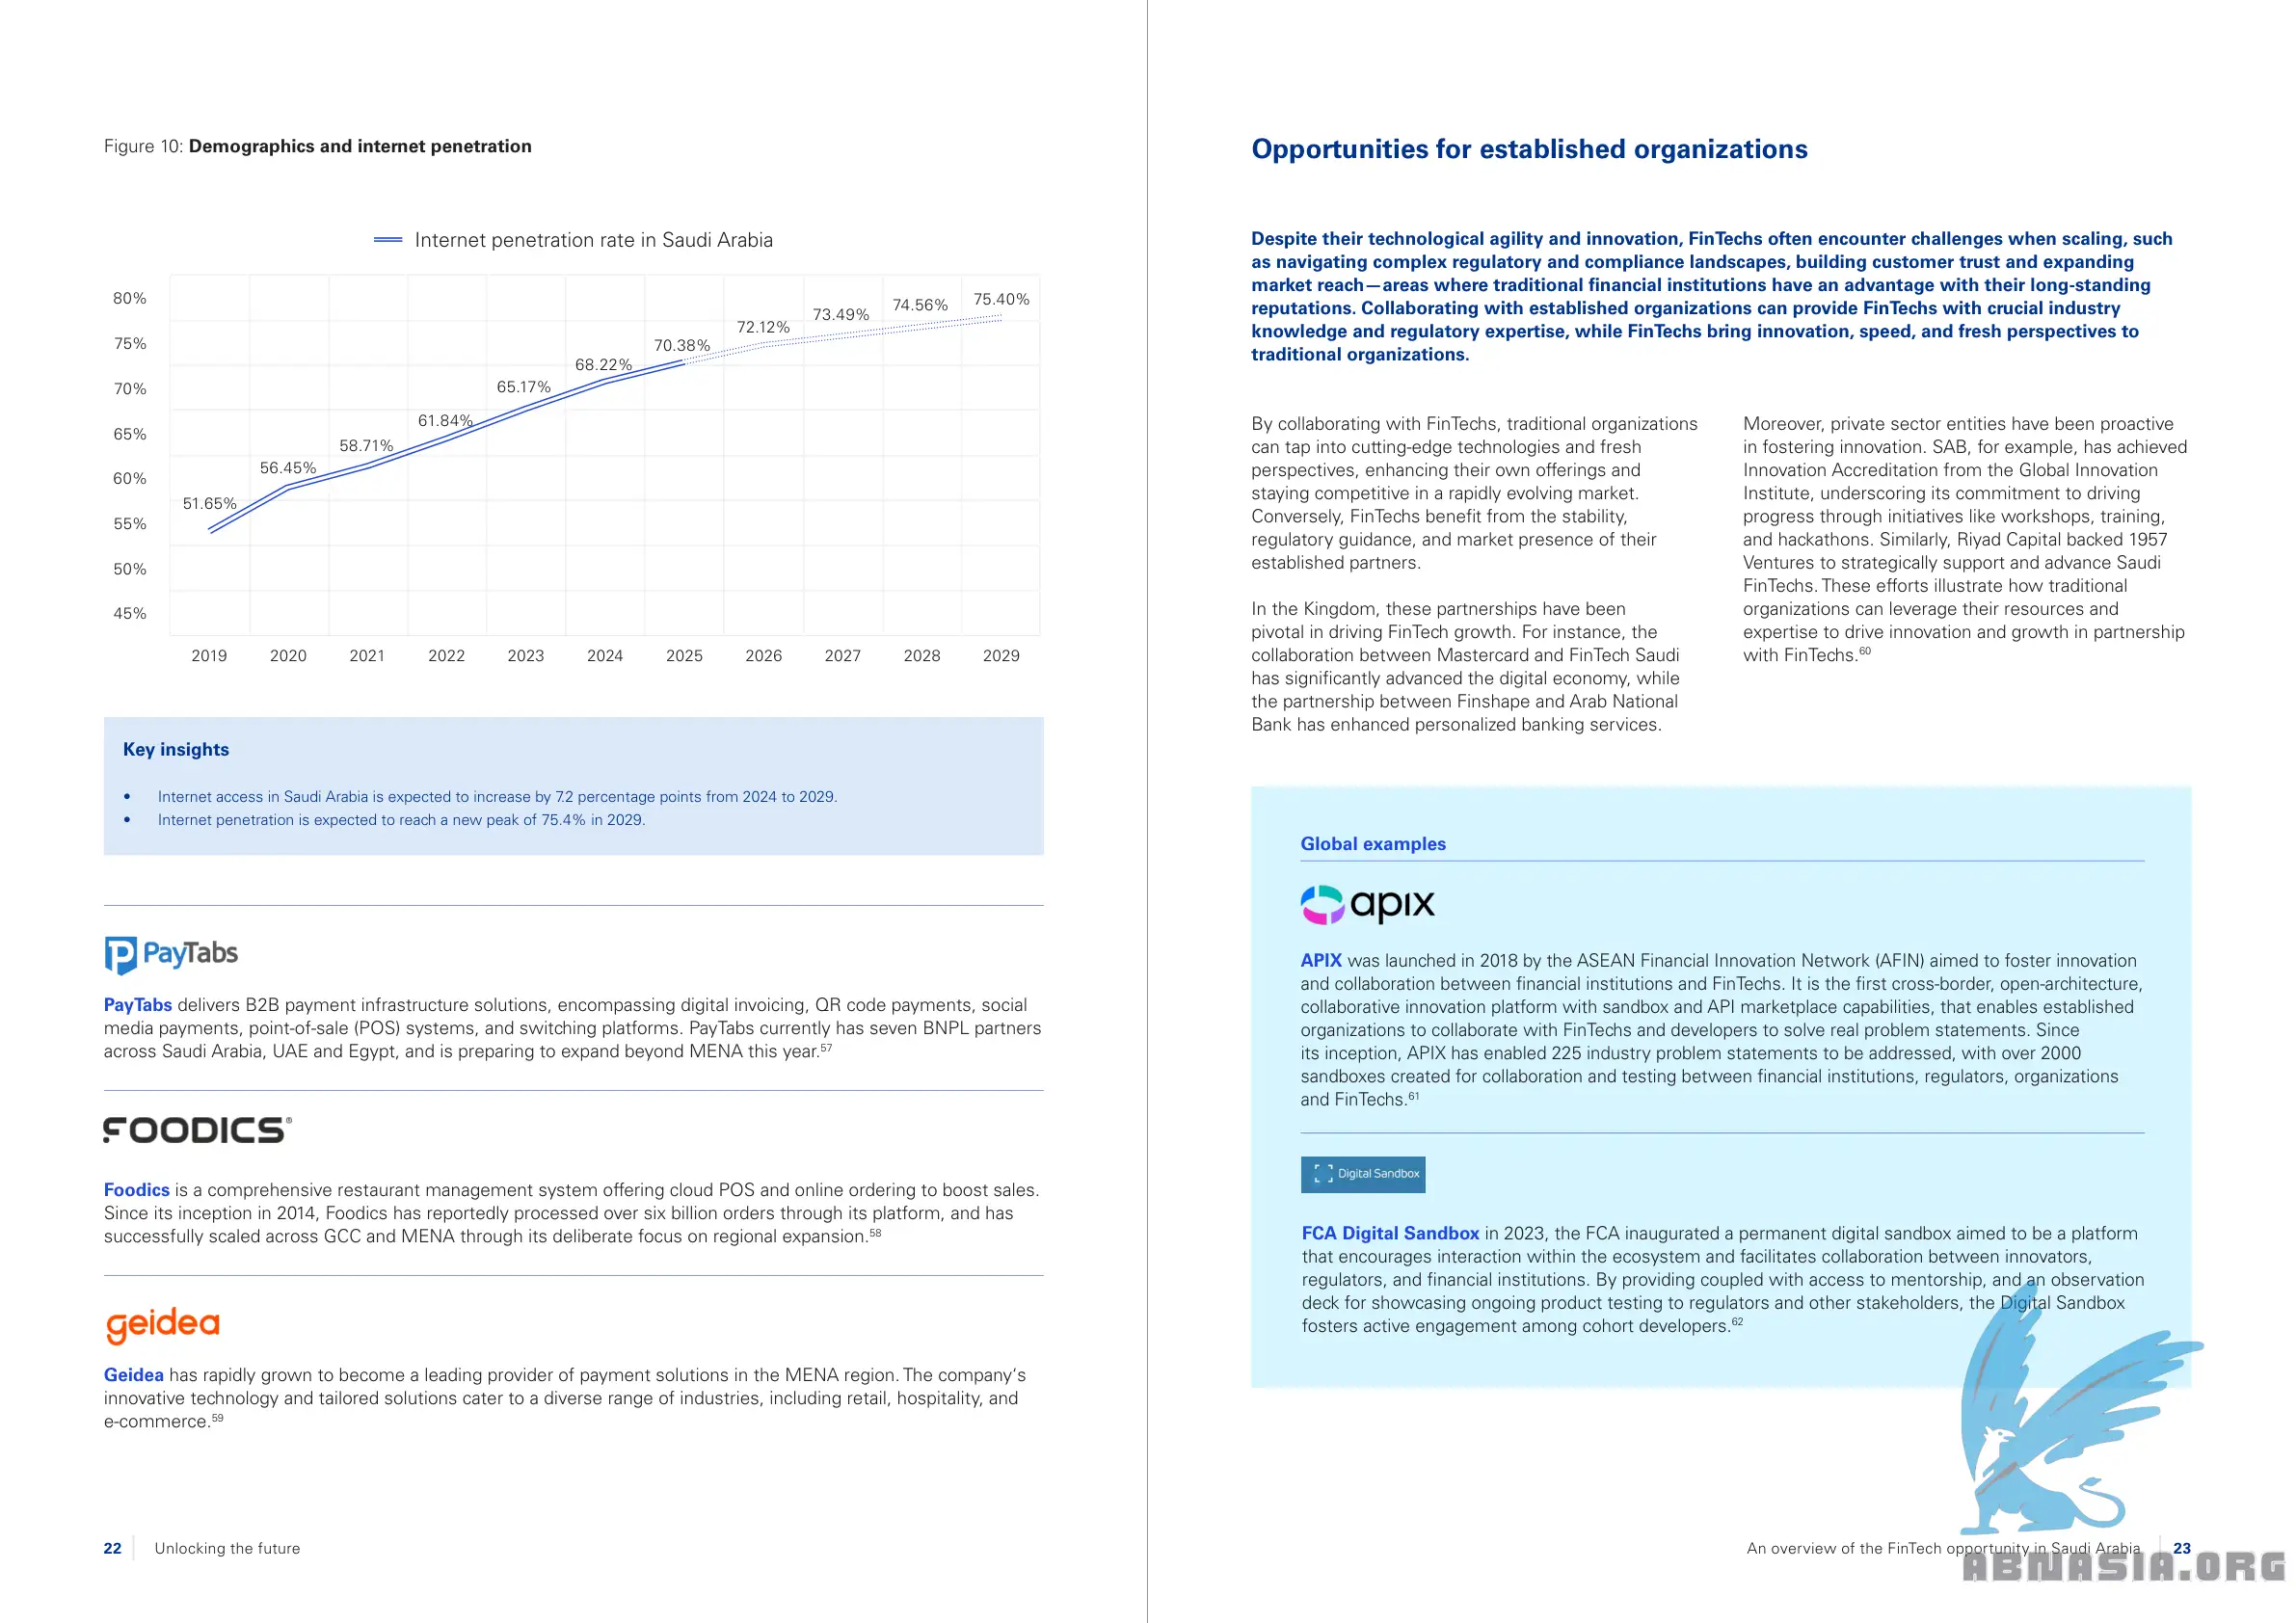 Figure 10: Demographics and internet penetration
Internet penetration rate in Saudi Arabia
80%
75%
70%
65%
60%
55%
50%
45%
51.65%
56.45%
58.71%
61.84%
65.17%
68.22%
70.38%
72.12%
73.49%
74.56%
75.40%
2019 2020 2021 2022 2023 2024 2025 2026 2027 2028 2029
Key insights
• Internet access in Saudi Arabia is expected to increase by 7.2 percentage points from 2024 to 2029.
• Internet penetration is expected to reach a new peak of 75.4% in 2029.
PayTabs
PayTabs delivers B2B payment infrastructure solutions, encompassing digital invoicing, QR code payments, social
media payments, point-of-sale (POS) systems, and switching platforms. PayTabs currently has seven BNPL partners
across Saudi Arabia, UAE and Egypt, and is preparing to expand beyond MENA this year.57
FOODICS®
Foodics is a comprehensive restaurant management system offering cloud POS and online ordering to boost sales.
Since its inception in 2014, Foodics has reportedly processed over six billion orders through its platform, and has
successfully scaled across GCC and MENA through its deliberate focus on regional expansion.58
geidea
Geidea has rapidly grown to become a leading provider of payment solutions in the MENA region. The company's
innovative technology and tailored solutions cater to a diverse range of industries, including retail, hospitality, and
e-commerce.59
22 Unlocking the future
Opportunities for established organizations
Despite their technological agility and innovation, FinTechs often encounter challenges when scaling, such
as navigating complex regulatory and compliance landscapes, building customer trust and expanding
market reach—areas where traditional financial institutions have an advantage with their long-standing
reputations. Collaborating with established organizations can provide FinTechs with crucial industry
knowledge and regulatory expertise, while FinTechs bring innovation, speed, and fresh perspectives to
traditional organizations.
By collaborating with FinTechs, traditional organizations
can tap into cutting-edge technologies and fresh
perspectives, enhancing their own offerings and
staying competitive in a rapidly evolving market.
Conversely, FinTechs benefit from the stability,
regulatory guidance, and market presence of their
established partners.
In the Kingdom, these partnerships have been
pivotal in driving FinTech growth. For instance, the
collaboration between Mastercard and FinTech Saudi
has significantly advanced the digital economy, while
the partnership between Finshape and Arab National
Bank has enhanced personalized banking services.
Moreover, private sector entities have been proactive
in fostering innovation. SAB, for example, has achieved
Innovation Accreditation from the Global Innovation
Institute, underscoring its commitment to driving
progress through initiatives like workshops, training,
and hackathons. Similarly, Riyad Capital backed 1957
Ventures to strategically support and advance Saudi
FinTechs. These efforts illustrate how traditional
organizations can leverage their resources and
expertise to drive innovation and growth in partnership
with FinTechs.60
Global examples
apix
APIX was launched in 2018 by the ASEAN Financial Innovation Network (AFIN) aimed to foster innovation
and collaboration between financial institutions and FinTechs. It is the first cross-border, open-architecture,
collaborative innovation platform with sandbox and API marketplace capabilities, that enables established
organizations to collaborate with FinTechs and developers to solve real problem statements. Since
its inception, APIX has enabled 225 industry problem statements to be addressed, with over 2000
sandboxes created for collaboration and testing between financial institutions, regulators, organizations
and FinTechs.61
Digital Sandbox
FCA Digital Sandbox in 2023, the FCA inaugurated a permanent digital sandbox aimed to be a platform
that encourages interaction within the ecosystem and facilitates collaboration between innovators,
regulators, and financial institutions. By providing coupled with access to mentorship, and an observation
deck for showcasing ongoing product testing to regulators and other stakeholders, the Digital Sandbox
fosters active engagement among cohort developers.62
An overview of the FinTech opportunity in Saudi Arabia 23
ABNASIA.ORG